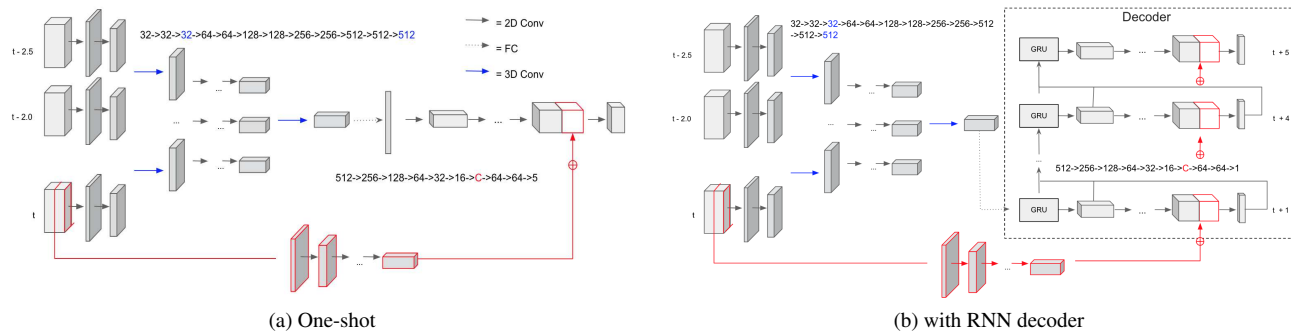 32->32->32->64->64->128->128->256->256->512->512->512
t - 2.5
t - 2.0
t
...
...
...
...
...
...
= 2D Conv
= FC
= 3D Conv
512->256->128->64->32->16->C->64->64->5
(a) One-shot
32->32->32->64->64->128->128->256->256->512
->512->512
t - 2.5
t - 2.0
t
...
...
...
...
...
Decoder
GRU
...
t + 5
GRU
...
t + 4
...
512->256->128->64->32->16->C->64->64->1
GRU
...
t + 1
(b) with RNN decoder